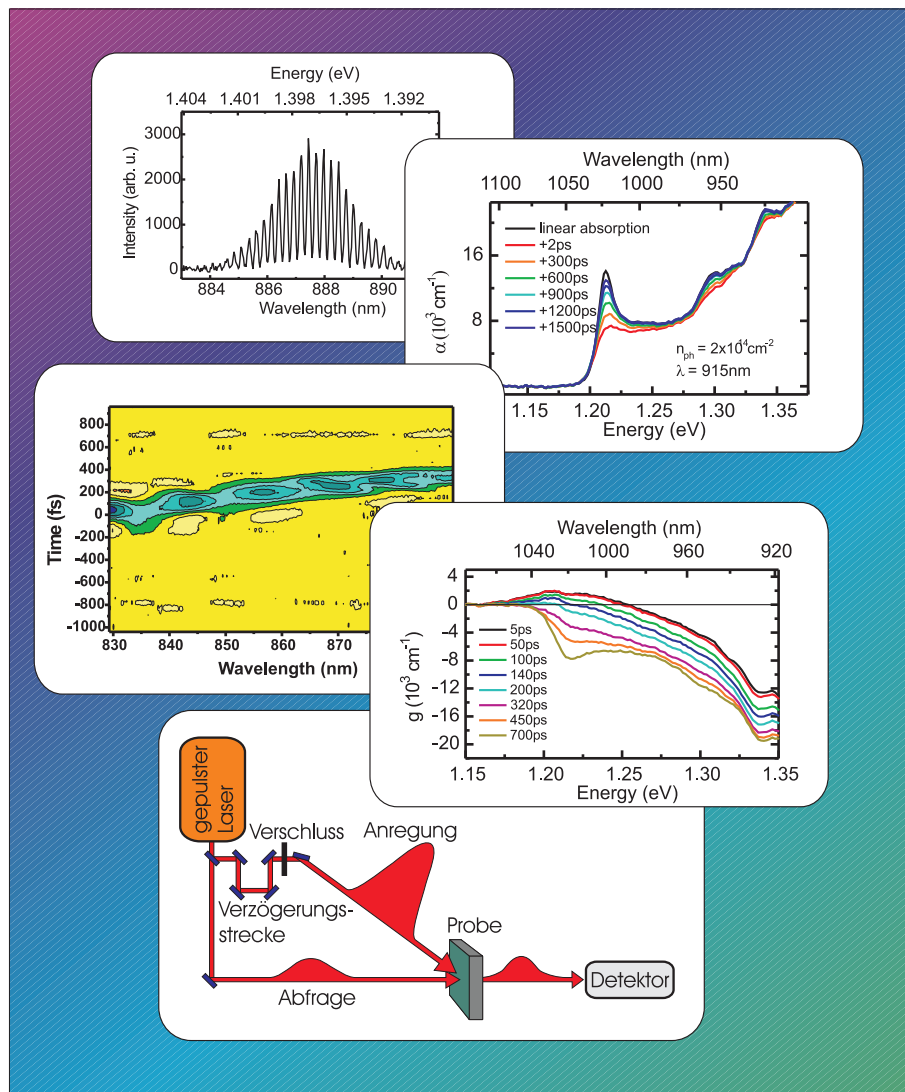 Energy (eV)
1.404 1.401 1.398 1.395 1.392
Intensity (arb. u.)
3000
2000
1000
0
884 886 888 890
Wavelength (nm)
Wavelength (nm)
1100 1050 1000 950
α (10³ cm⁻¹)
16
8
linear absorption
+2ps
+300ps
+600ps
+900ps
+1200ps
+1500ps
nph = 2x10¹⁴cm⁻²
λ = 915nm
1.15 1.20 1.25 1.30 1.35
Energy (eV)
Time (fs)
800
600
400
200
0
-200
-400
-600
-800
-1000
830 840 850 860 870
Wavelength (nm)
Wavelength (nm)
1040 1000 960 920
g (10³ cm⁻¹)
4
0
-4
-8
-12
-16
-20
5ps
50ps
100ps
140ps
200ps
320ps
450ps
700ps
1.15 1.20 1.25 1.30 1.35
Energy (eV)
gepulster
Laser
Verschluss
Anregung
Verzögerungs-
strecke
Probe
Abfrage
Detektor